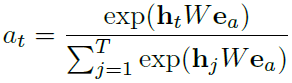 $a_t = \frac{\exp(\mathbf{h}_t W \mathbf{e}_a)}{\sum_{j=1}^{T} \exp(\mathbf{h}_j W \mathbf{e}_a)}$